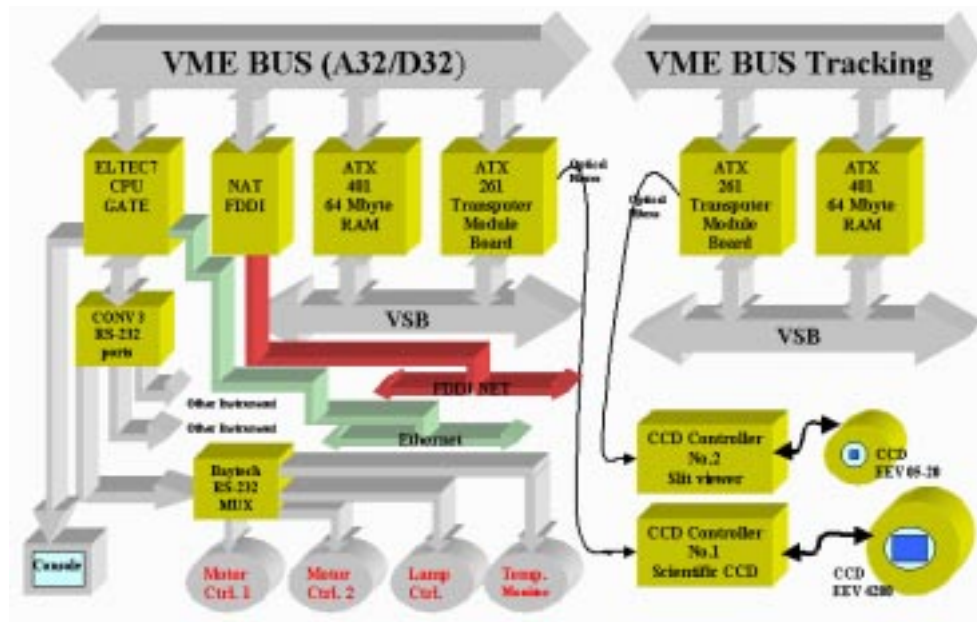 VME BUS (A32/D32)
VME BUS Tracking
ELTEC7
CPU
GATE
NAT
FDDI
ATX
401
64 Mbyte
RAM
ATX
261
Transputer
Module
Board
Optical
Fibres
Optical
Fibres
ATX
261
Transputer
Module
Board
ATX
401
64 Mbyte
RAM
VSB
VSB
CONV3
RS-232
ports
FDDI NET
Other Instrument
Other Instrument
Ethernet
Baytech
RS-232
MUX
CCD Controller
No.2
Slit viewer
CCD
EEV 05-20
CCD Controller
No.1
Scientific CCD
CCD
EEV 4280
Console
Motor
Ctrl. 1
Motor
Ctrl. 2
Lamp
Ctrl.
Temp.
Monitor